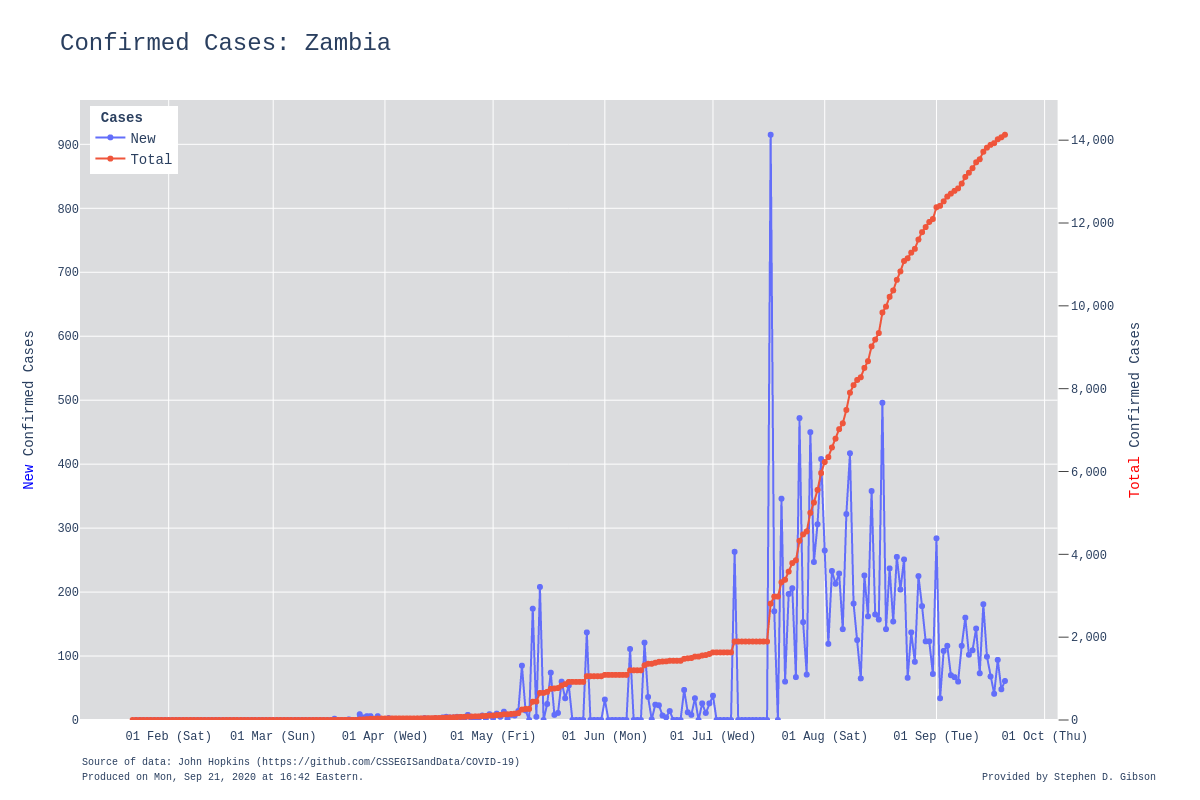 Confirmed Cases: Zambia
Cases
New
Total
900
800
700
600
500
400
300
200
100
0
14,000
12,000
10,000
8,000
6,000
4,000
2,000
0
New Confirmed Cases
Total Confirmed Cases
01 Feb (Sat) 01 Mar (Sun) 01 Apr (Wed) 01 May (Fri) 01 Jun (Mon) 01 Jul (Wed) 01 Aug (Sat) 01 Sep (Tue) 01 Oct (Thu)
Source of data: John Hopkins (https://github.com/CSSEGISandData/COVID-19)
Produced on Mon, Sep 21, 2020 at 16:42 Eastern.
Provided by Stephen D. Gibson